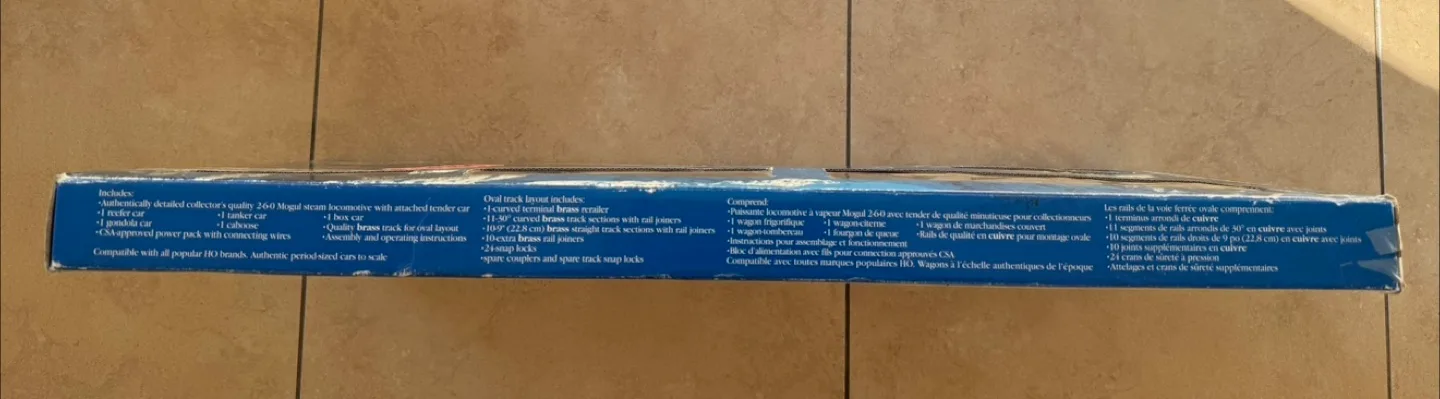 Includes:
•Authentically detailed collector's quality 2-6-0 Mogul steam locomotive with attached tender car
•1 reefer car •1 tanker car •1 box car
•1 gondola car •1 caboose •Quality brass track for oval layout
•CSA-approved power pack with connecting wires •Assembly and operating instructions
Compatible with all popular HO brands. Authentic period-sized cars to scale
Oval track layout includes:
•1-curved terminal brass rerailer
•11-30° curved brass track sections with rail joiners
•10-9" (22.8 cm) brass straight track sections with rail joiners
•10-extra brass rail joiners
•24-snap locks
•spare couplers and spare track snap locks
Comprend:
•Puissante locomotive à vapeur Mogul 2-6-0 avec tender de qualité minutieuse pour collectionneurs
•1 wagon frigorifique •1 wagon-citerne •1 wagon de marchandises couvert
•1 wagon-tombereau •1 fourgon de queue •Rails de qualité en cuivre pour montage ovale
•Instructions pour assemblage et fonctionnement
•Bloc d'alimentation avec fils pour connection approuvés CSA
Compatible avec toutes marques populaires HO. Wagons à l'échelle authentiques de l'époque
Les rails de la voie ferrée ovale comprennent:
•1 terminus arrondi de cuivre
•11 segments de rails arrondis de 30° en cuivre avec joints
•10 segments de rails droits de 9 po (22.8 cm) en cuivre avec joints
•10 joints supplémentaires en cuivre
•24 crans de sûreté à pression
•Attelages et crans de sûreté supplémentaires